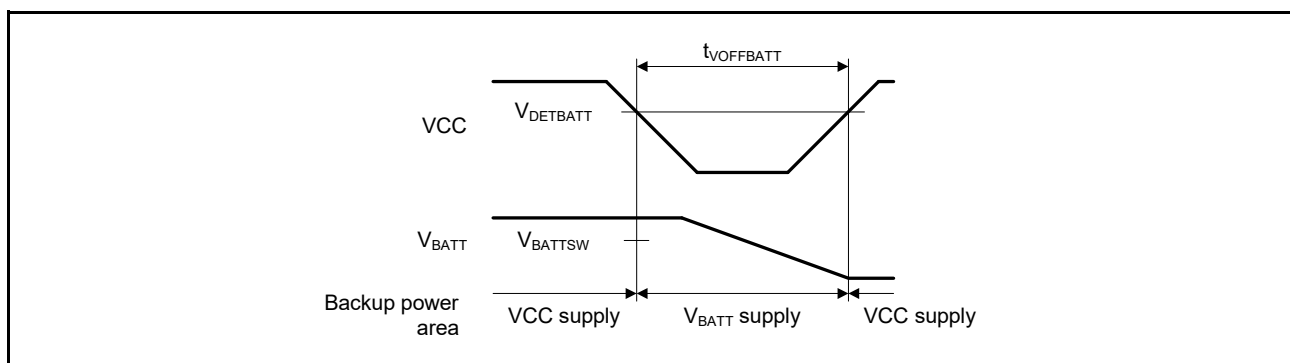 tVOFFBATT
VCC
VDETBATT
VBATT
VBATTSW
Backup power
area
VCC supply
VBATT supply
VCC supply